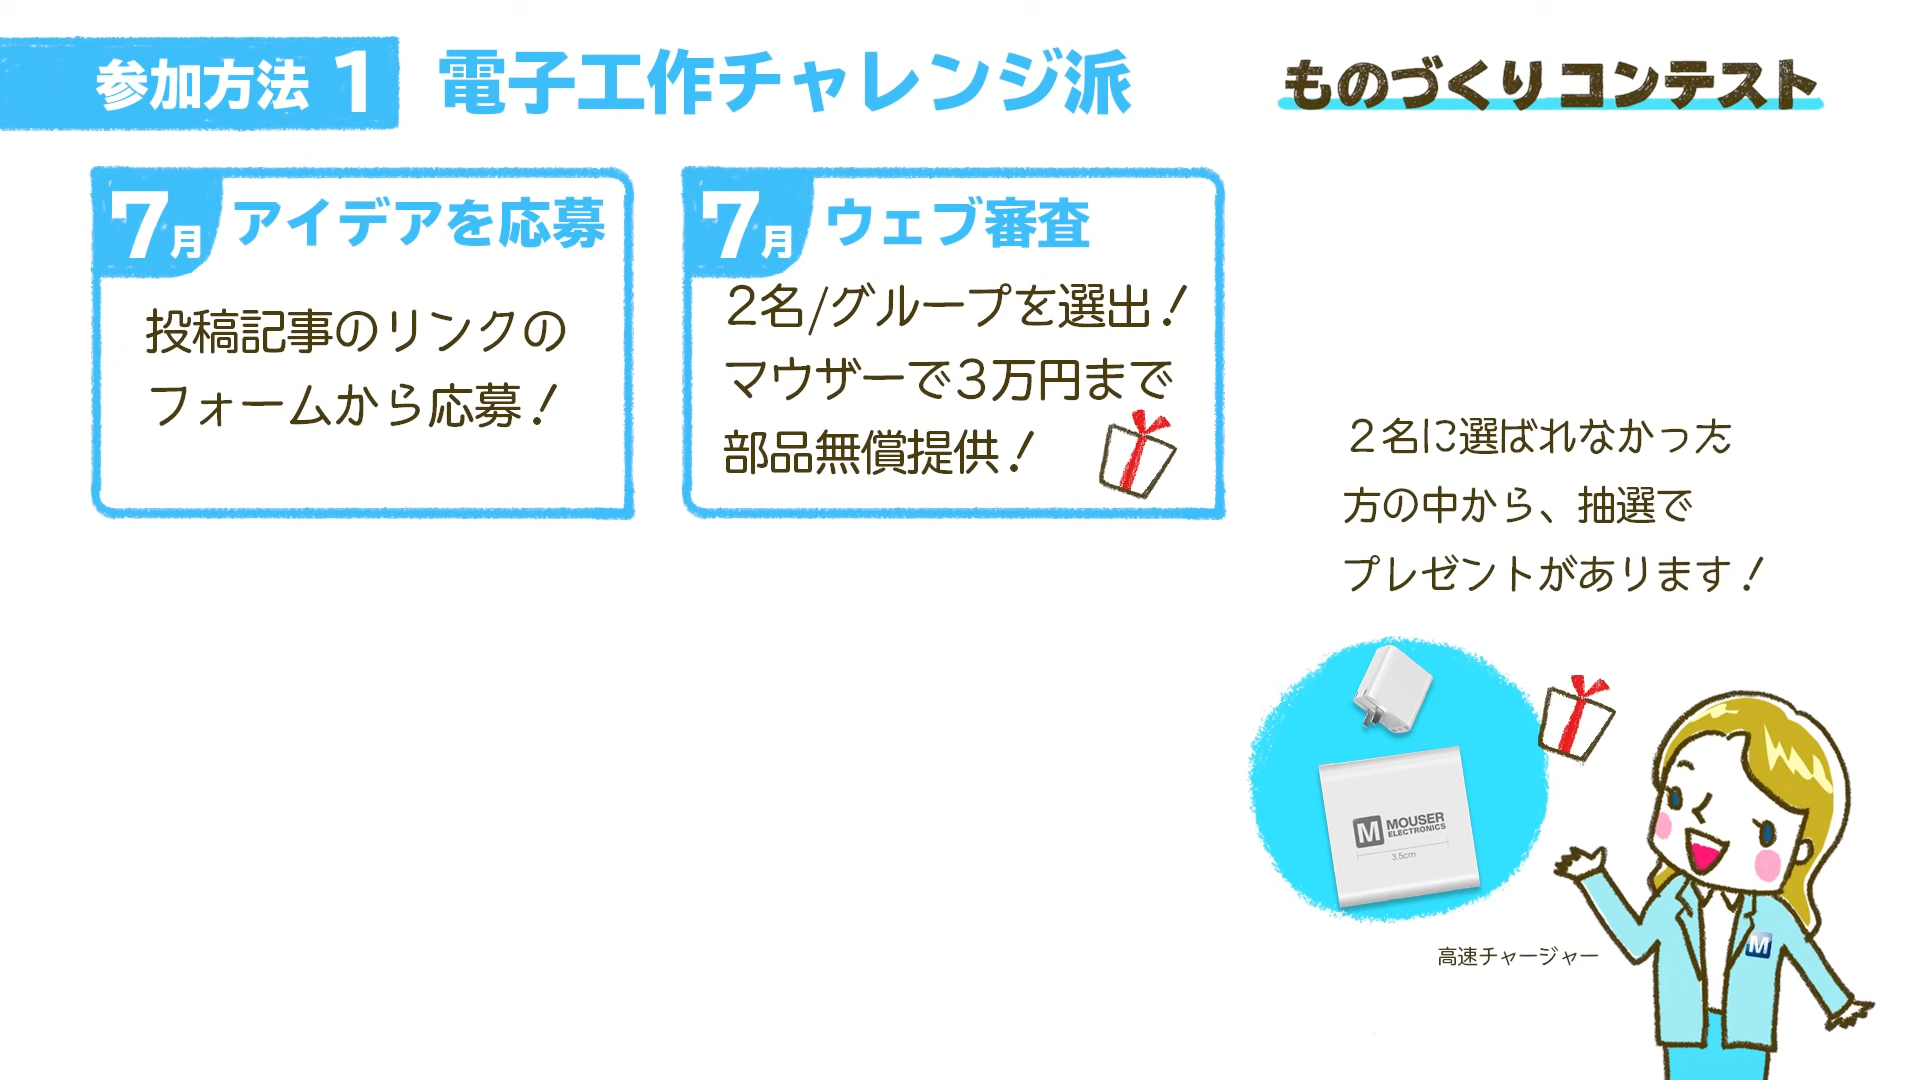 参加方法 1 電子工作チャレンジ派
ものづくりコンテスト
7月 アイデアを応募
投稿記事のリンクの
フォームから応募！
7月 ウェブ審査
2名/グループを選出！
マウザーで3万円まで
部品無償提供！
２名に選ばれなかった
方の中から、抽選で
プレゼントがあります！
M MOUSER
ELECTRONICS
3.5cm
高速チャージャー
M